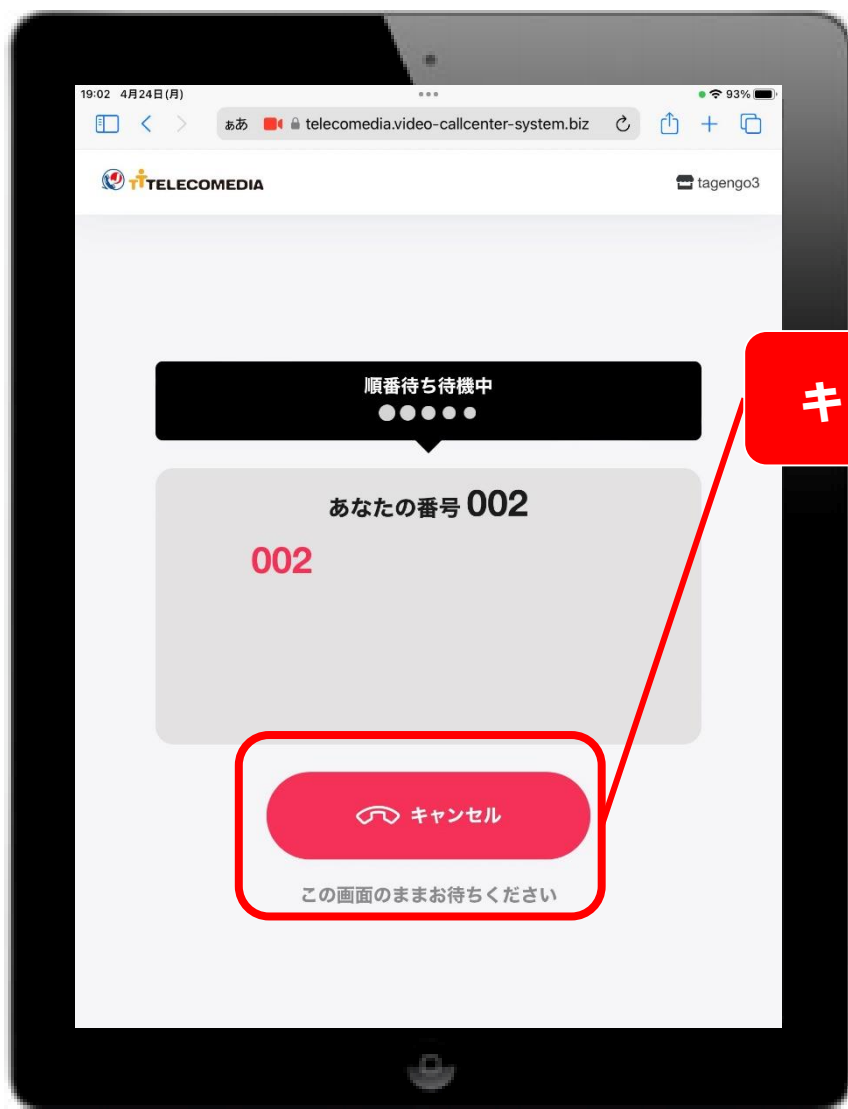 19:02 4月24日(月)
93%
ぁあ telecomedia.video-callcenter-system.biz
TELECOMEDIA
tagengo3
順番待ち待機中
キ
あなたの番号 002
002
キャンセル
この画面のままお待ちください